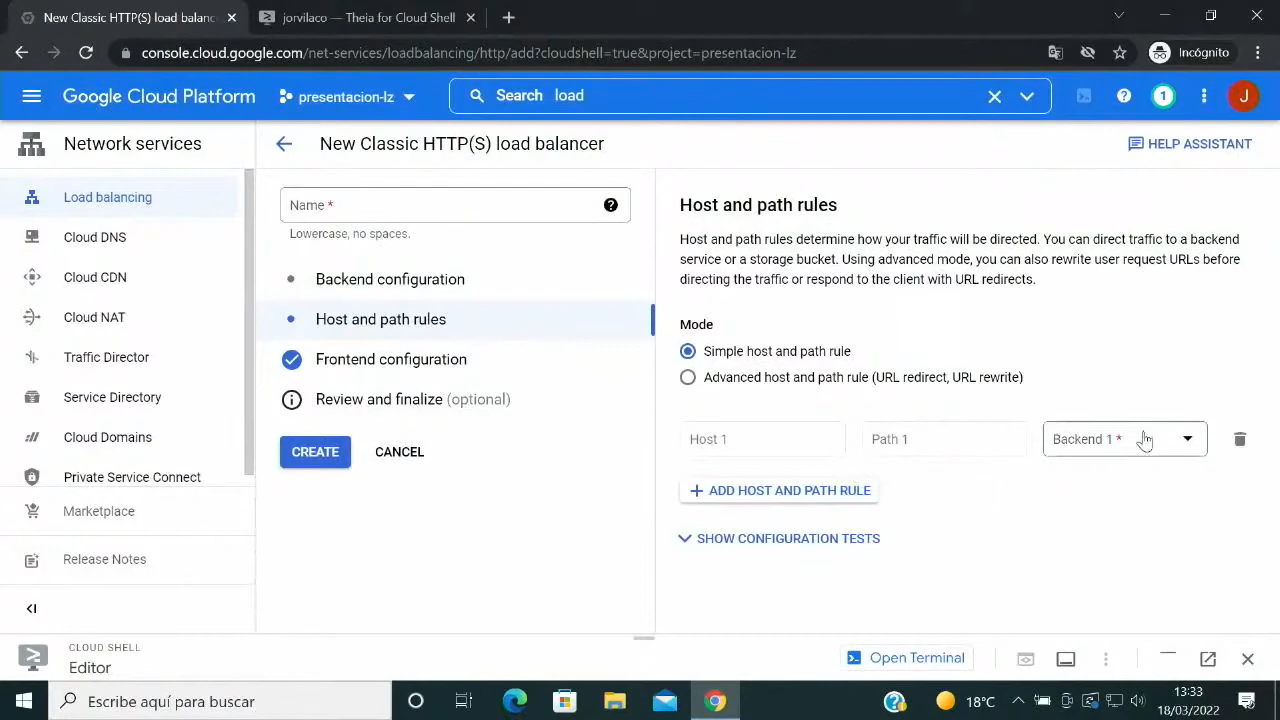 New Classic HTTP(S) load balanc
jorvilaco — Theia for Cloud Shell
console.cloud.google.com/net-services/loadbalancing/http/add?cloudshell=true&project=presentacion-lz
Incógnito
Google Cloud Platform
presentacion-lz
Search load
1
J
Network services
New Classic HTTP(S) load balancer
HELP ASSISTANT
Load balancing
Cloud DNS
Cloud CDN
Cloud NAT
Traffic Director
Service Directory
Cloud Domains
Private Service Connect
Marketplace
Release Notes
Name *
Lowercase, no spaces.
Backend configuration
Host and path rules
Frontend configuration
Review and finalize (optional)
CREATE
CANCEL
Host and path rules
Host and path rules determine how your traffic will be directed. You can direct traffic to a backend
service or a storage bucket. Using advanced mode, you can also rewrite user request URLs before
directing the traffic or respond to the client with URL redirects.
Mode
Simple host and path rule
Advanced host and path rule (URL redirect, URL rewrite)
Host 1
Path 1
Backend 1 *
ADD HOST AND PATH RULE
SHOW CONFIGURATION TESTS
CLOUD SHELL
Editor
Open Terminal
Escribe aquí para buscar
18°C
13:33
18/03/2022